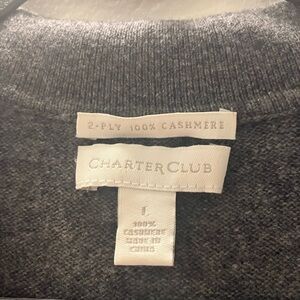 2-PLY 100% CASHMERE
CHARTER CLUB
L
100%
CASHMERE
MADE IN
CHINA